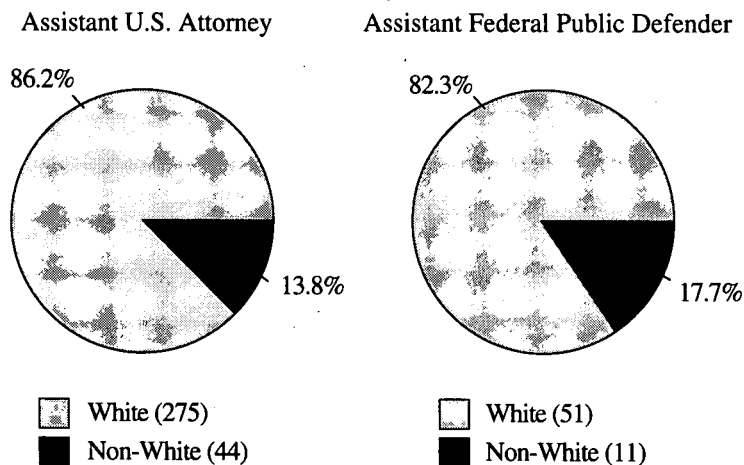 Assistant U.S. Attorney
86.2%
13.8%
White (275)
Non-White (44)
Assistant Federal Public Defender
82.3%
17.7%
White (51)
Non-White (11)